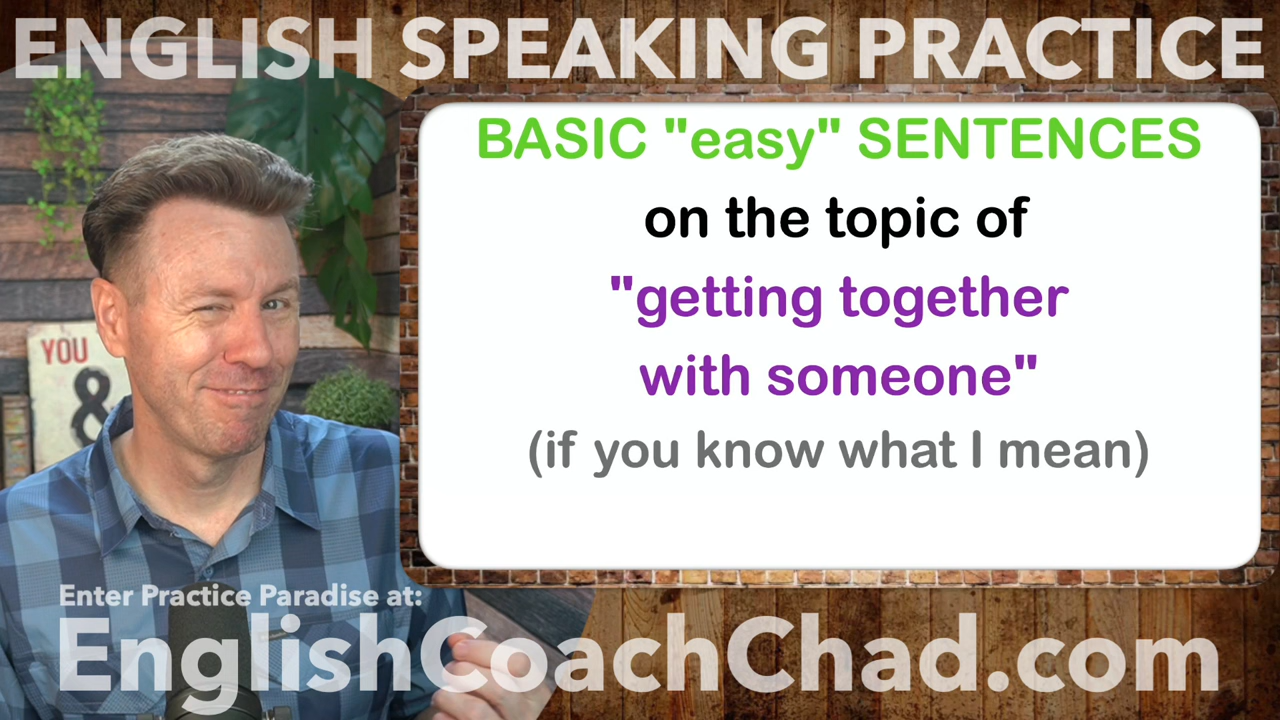 ENGLISH SPEAKING PRACTICE
BASIC "easy" SENTENCES
on the topic of
"getting together
with someone"
(if you know what I mean)
YOU
&
Enter Practice Paradise at:
EnglishCoachChad.com